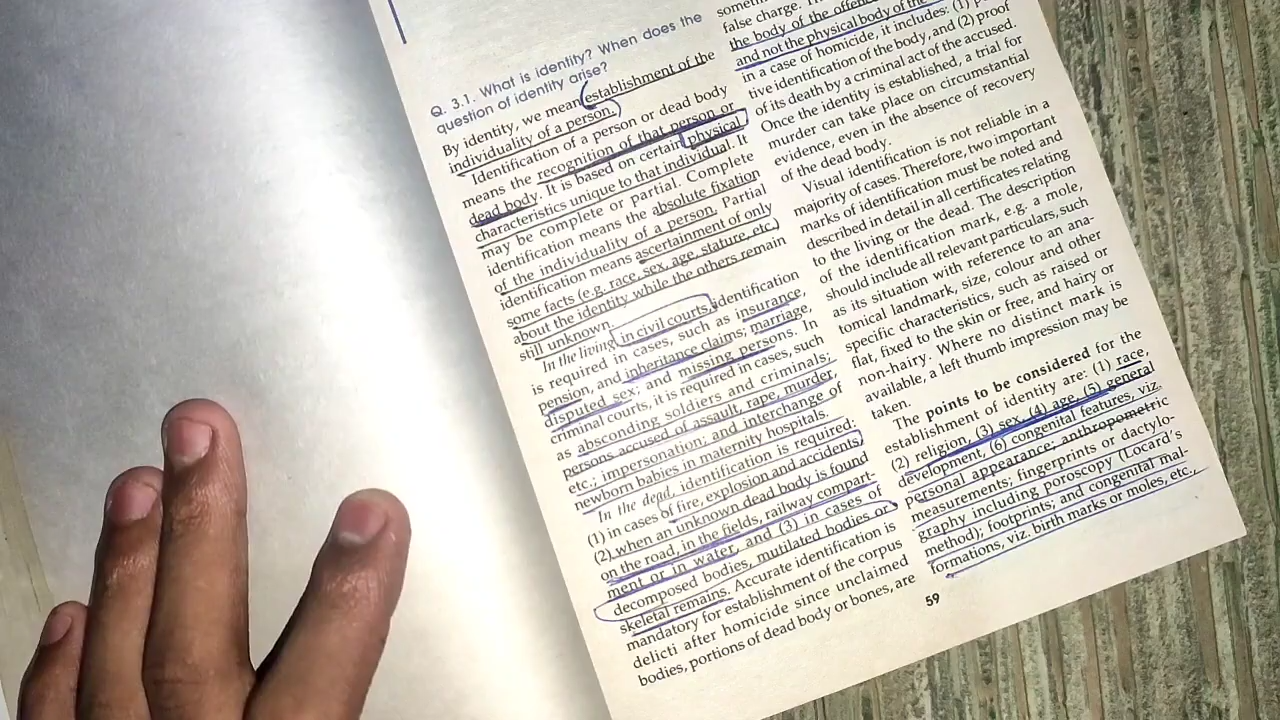 Q. 3.1. What is identity? When does the
question of identity arise?
By identity, we mean establishment of the
individuality of a person.
Identification of a person or dead body
means the recognition of that person or
dead body. It is based on certain physical
characteristics unique to that individual. It
may be complete or partial. Complete
identification means the absolute fixation
of the individuality of a person. Partial
identification means ascertainment of only
some facts (e.g. race, sex, age, stature, etc.)
about the identity while the others remain
still unknown.
In the living in civil courts, identification
is required in cases, such as insurance,
pension, and inheritance claims; marriage,
disputed sex; and missing persons. In
criminal courts, it is required in cases, such
as absconding soldiers and criminals;
persons accused of assault, rape, murder,
etc.; impersonation; and interchange of
newborn babies in maternity hospitals.
In the dead, identification is required:
(1) in cases of fire, explosion and accidents,
(2) when an unknown dead body is found
on the road, in the fields, railway compart-
ment or in water, and (3) in cases of
decomposed bodies, mutilated bodies or
skeletal remains. Accurate identification is
mandatory for establishment of the corpus
delicti after homicide since unclaimed
bodies, portions of dead body or bones, are
false charge.
the body of the offence
and not the physical body of the
in a case of homicide, it includes: (1)
tive identification of the body, and (2) proof
of its death by a criminal act of the accused.
Once the identity is established, a trial for
murder can take place on circumstantial
evidence, even in the absence of recovery
of the dead body.
Visual identification is not reliable in a
majority of cases. Therefore, two important
marks of identification must be noted and
described in detail in all certificates relating
to the living or the dead. The description
of the identification mark, e.g. a mole,
should include all relevant particulars, such
as its situation with reference to an ana-
tomical landmark, size, colour and other
specific characteristics, such as raised or
flat, fixed to the skin or free, and hairy or
non-hairy. Where no distinct mark is
available, a left thumb impression may be
taken.
The points to be considered for the
establishment of identity are: (1) race,
(2) religion, (3) sex, (4) age, (5) general
development, (6) congenital features, viz.
personal appearance; anthropometric
measurements; fingerprints or dactylo-
graphy including poroscopy (Locard's
method); footprints; and congenital mal-
formations, viz. birth marks or moles, etc.,
59